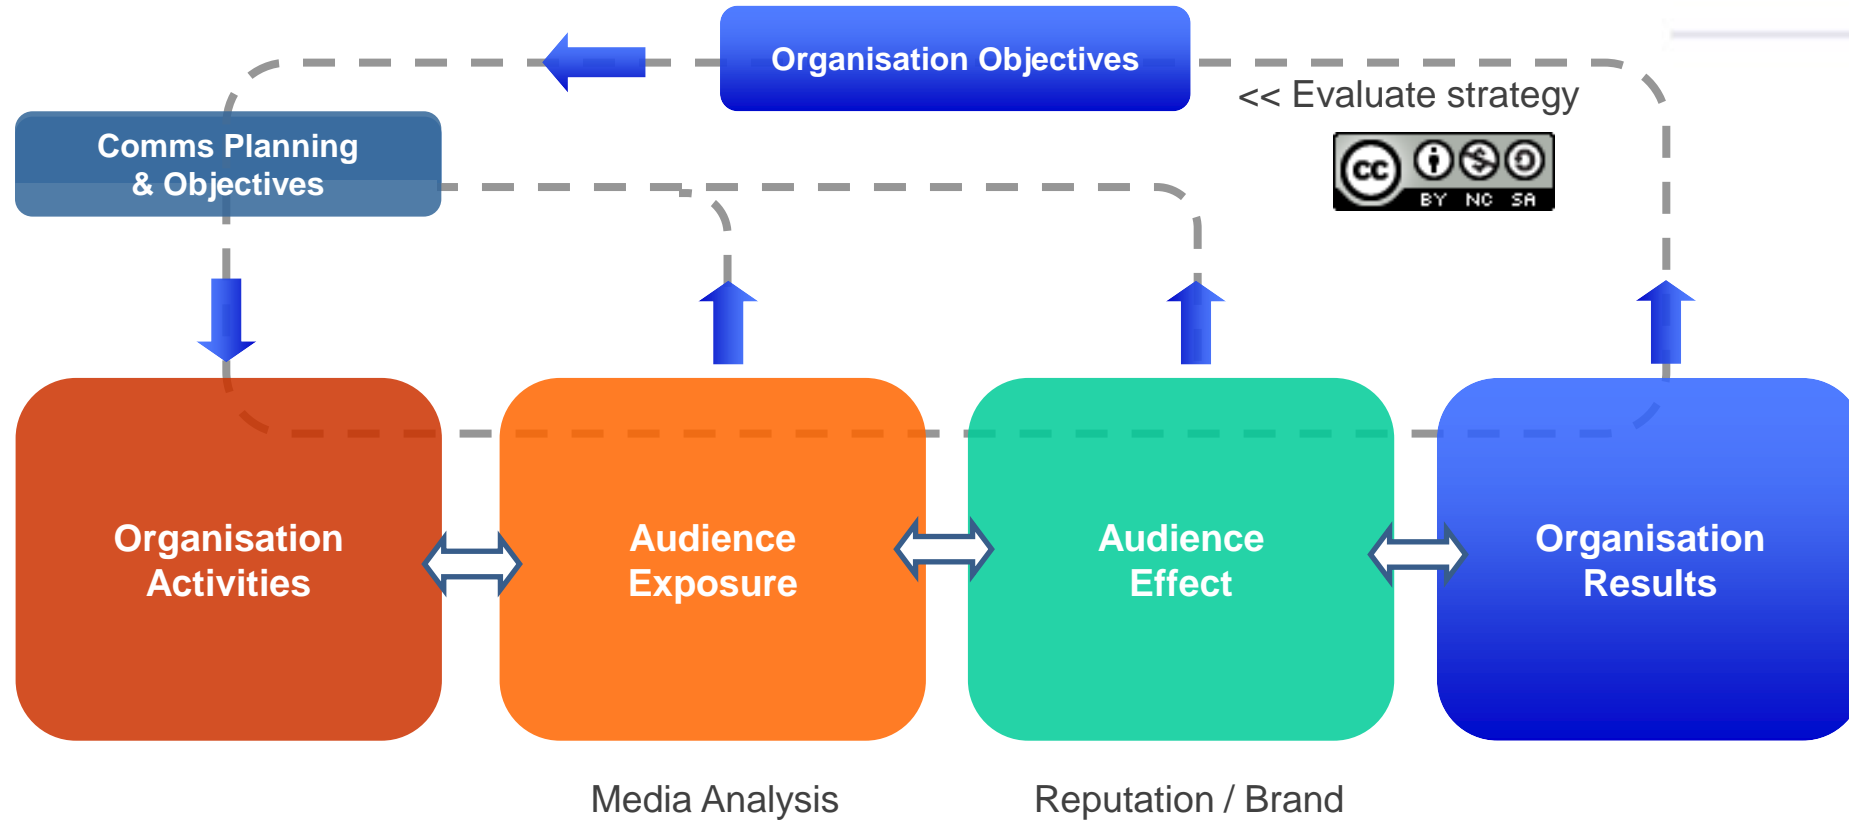 Organisation Objectives
<< Evaluate strategy
Comms Planning
& Objectives
cc
BY NC SA
Organisation
Activities
Audience
Exposure
Audience
Effect
Organisation
Results
Media Analysis
Reputation / Brand